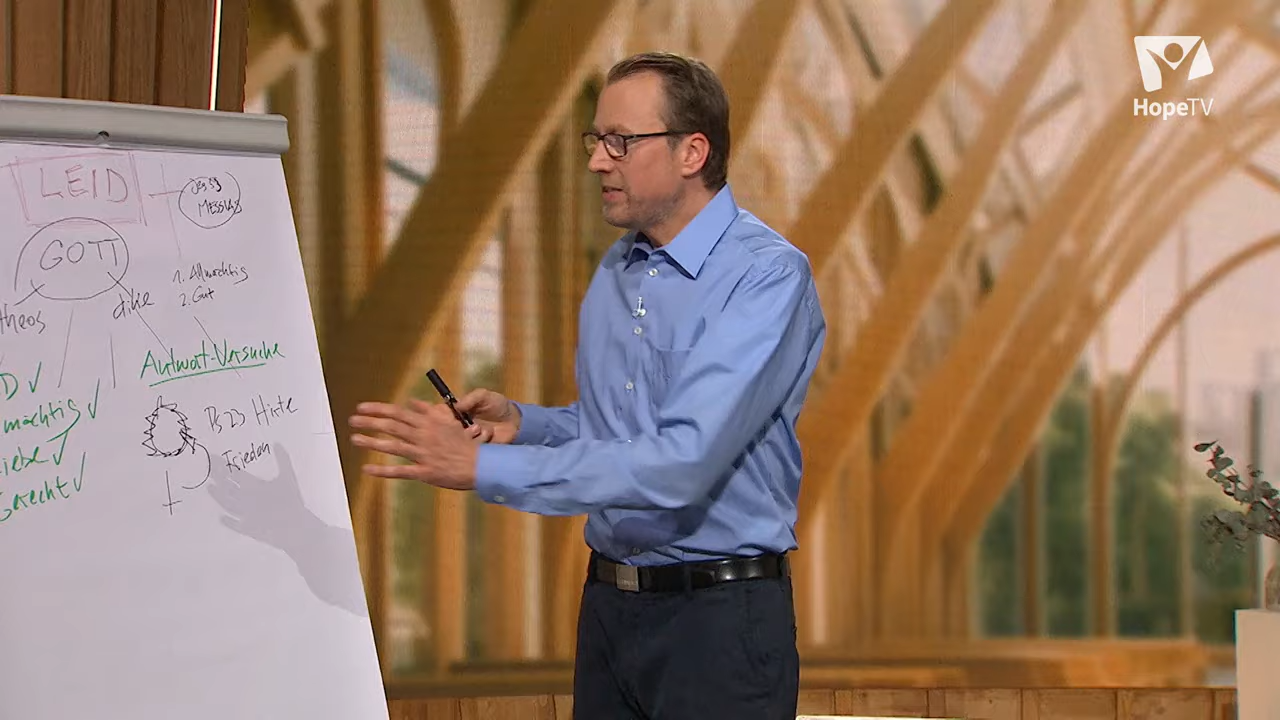 HopeTV
LEID
Jes 53
MESSIAS
GOTT
1. Allmächtig
2. Gut
theos
dike
Antwort-Versuche
D ✓
mächtig ✓
Ps 23 Hirte
iebe ✓
Frieden
Gerecht ✓